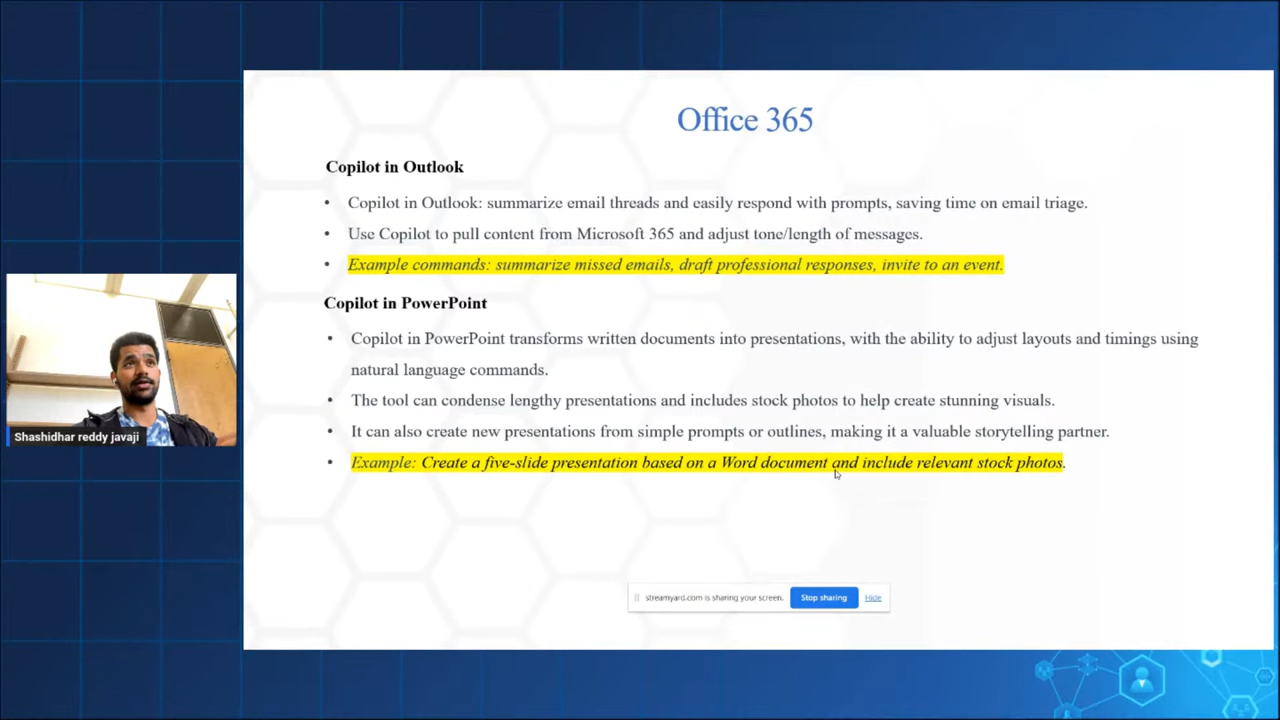 Office 365
Copilot in Outlook
• Copilot in Outlook: summarize email threads and easily respond with prompts, saving time on email triage.
• Use Copilot to pull content from Microsoft 365 and adjust tone/length of messages.
• Example commands: summarize missed emails, draft professional responses, invite to an event.
Copilot in PowerPoint
• Copilot in PowerPoint transforms written documents into presentations, with the ability to adjust layouts and timings using
natural language commands.
• The tool can condense lengthy presentations and includes stock photos to help create stunning visuals.
• It can also create new presentations from simple prompts or outlines, making it a valuable storytelling partner.
• Example: Create a five-slide presentation based on a Word document and include relevant stock photos.
Shashidhar reddy javaji
streamyard.com is sharing your screen. Stop sharing Hide